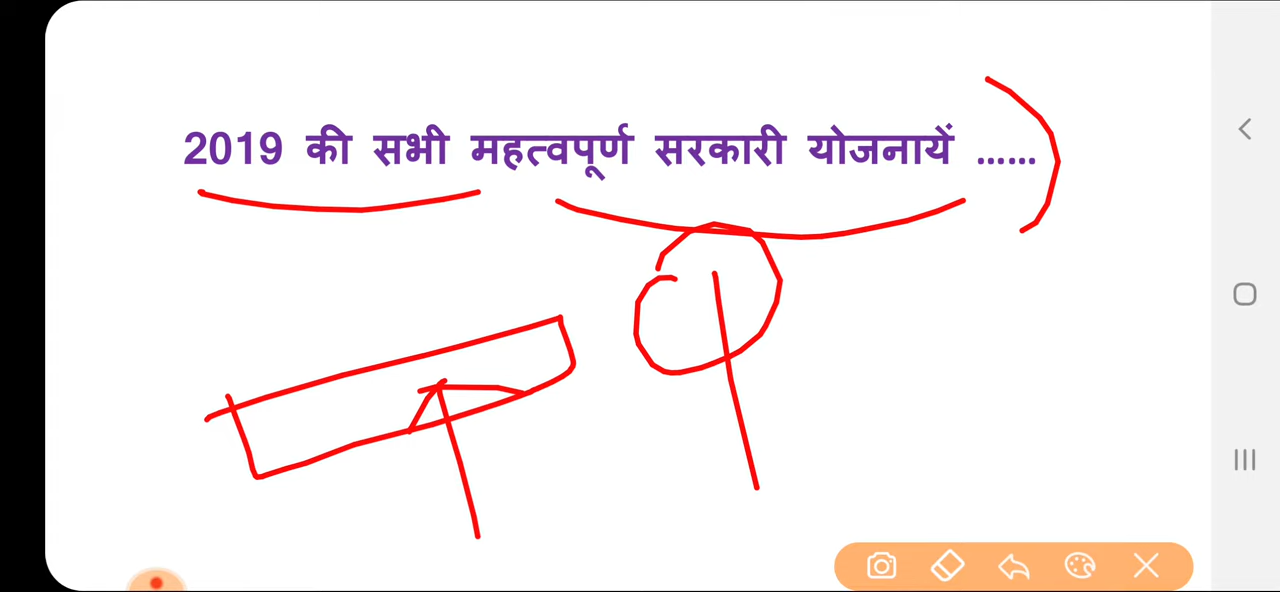 2019 की सभी महत्वपूर्ण सरकारी योजनायें ......